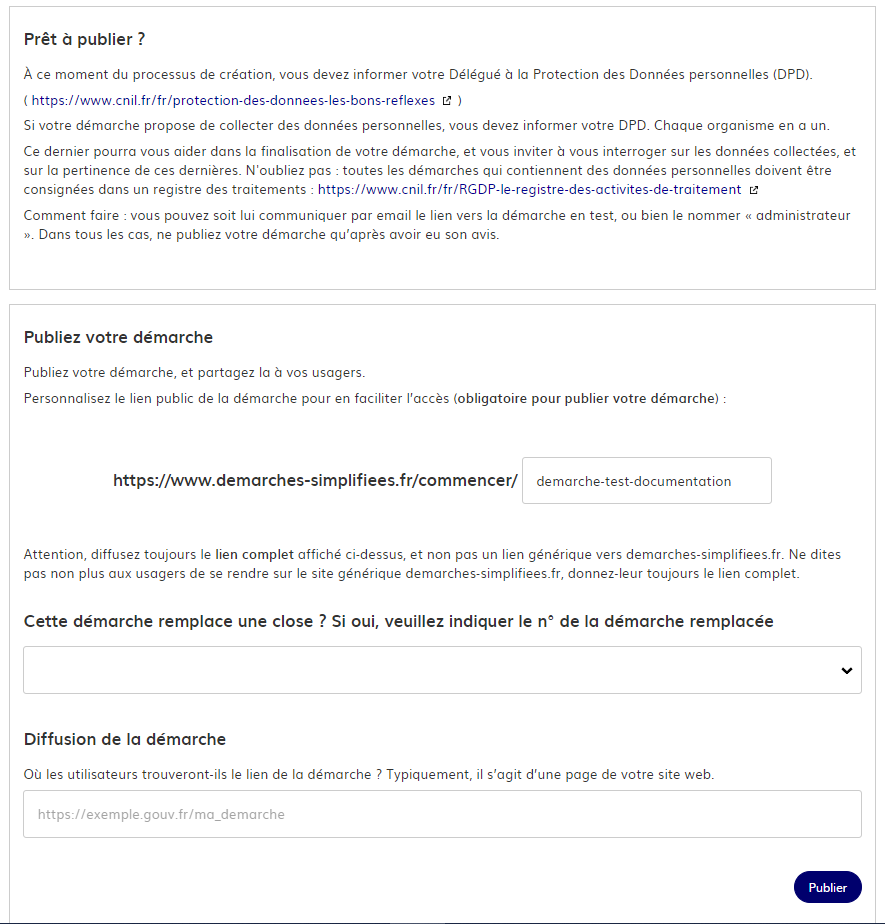 Prêt à publier ?
À ce moment du processus de création, vous devez informer votre Délégué à la Protection des Données personnelles (DPD).
( https://www.cnil.fr/fr/protection-des-donnees-les-bons-reflexes )
Si votre démarche propose de collecter des données personnelles, vous devez informer votre DPD. Chaque organisme en a un.
Ce dernier pourra vous aider dans la finalisation de votre démarche, et vous inviter à vous interroger sur les données collectées, et
sur la pertinence de ces dernières. N'oubliez pas : toutes les démarches qui contiennent des données personnelles doivent être
consignées dans un registre des traitements : https://www.cnil.fr/fr/RGDP-le-registre-des-activites-de-traitement
Comment faire : vous pouvez soit lui communiquer par email le lien vers la démarche en test, ou bien le nommer « administrateur
». Dans tous les cas, ne publiez votre démarche qu'après avoir eu son avis.
Publiez votre démarche
Publiez votre démarche, et partagez la à vos usagers.
Personnalisez le lien public de la démarche pour en faciliter l'accès (obligatoire pour publier votre démarche) :
https://www.demarches-simplifiees.fr/commencer/ demarche-test-documentation
Attention, diffusez toujours le lien complet affiché ci-dessus, et non pas un lien générique vers demarches-simplifiees.fr. Ne dites
pas non plus aux usagers de se rendre sur le site générique demarches-simplifiees.fr, donnez-leur toujours le lien complet.
Cette démarche remplace une close ? Si oui, veuillez indiquer le n° de la démarche remplacée
Diffusion de la démarche
Où les utilisateurs trouveront-ils le lien de la démarche ? Typiquement, il s'agit d'une page de votre site web.
https://exemple.gouv.fr/ma_demarche
Publier